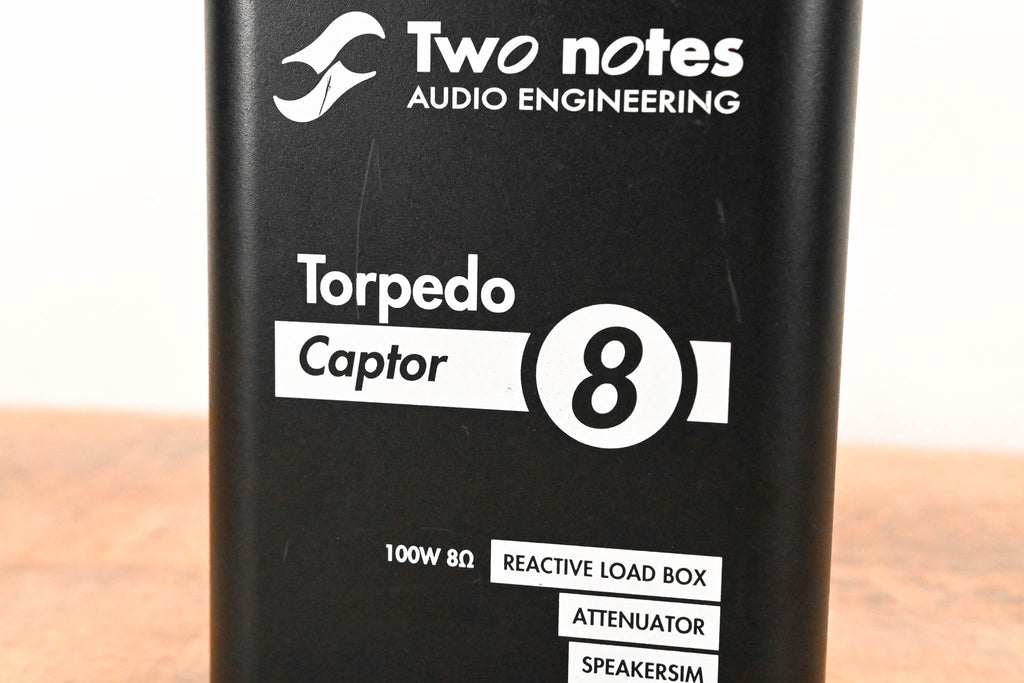 Two notes
AUDIO ENGINEERING
Torpedo
Captor 8
100W 8Ω REACTIVE LOAD BOX
ATTENUATOR
SPEAKERSIM